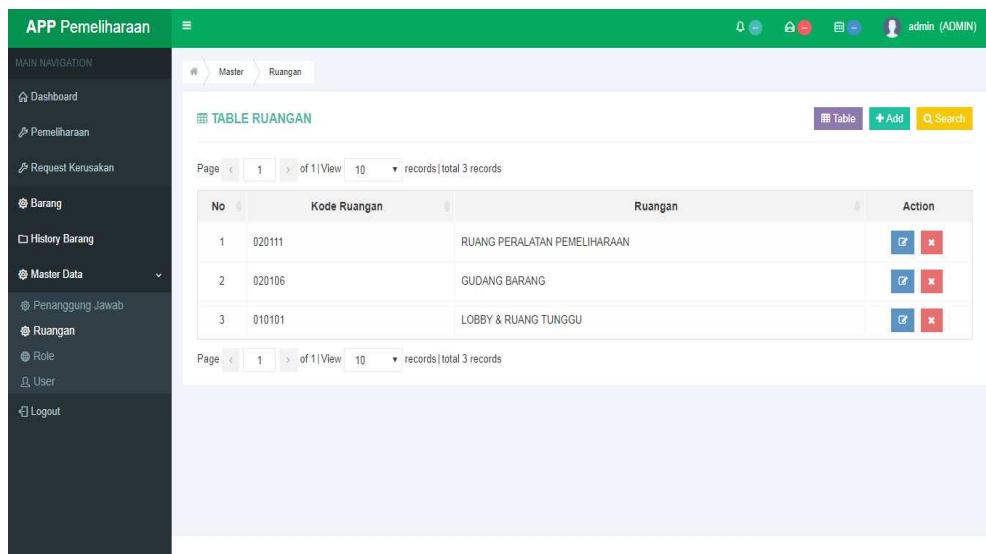 APP Pemeliharaan
admin (ADMIN)
MAIN NAVIGATION
Dashboard
Pemeliharaan
Request Kerusakan
Barang
History Barang
Master Data
Penanggung Jawab
Ruangan
Role
User
Logout
Master Ruangan
TABLE RUANGAN
Table Add Search
Page 1 of 1 | View 10 records | total 3 records
No Kode Ruangan Ruangan Action
1 020111 RUANG PERALATAN PEMELIHARAAN
2 020106 GUDANG BARANG
3 010101 LOBBY & RUANG TUNGGU
Page 1 of 1 | View 10 records | total 3 records